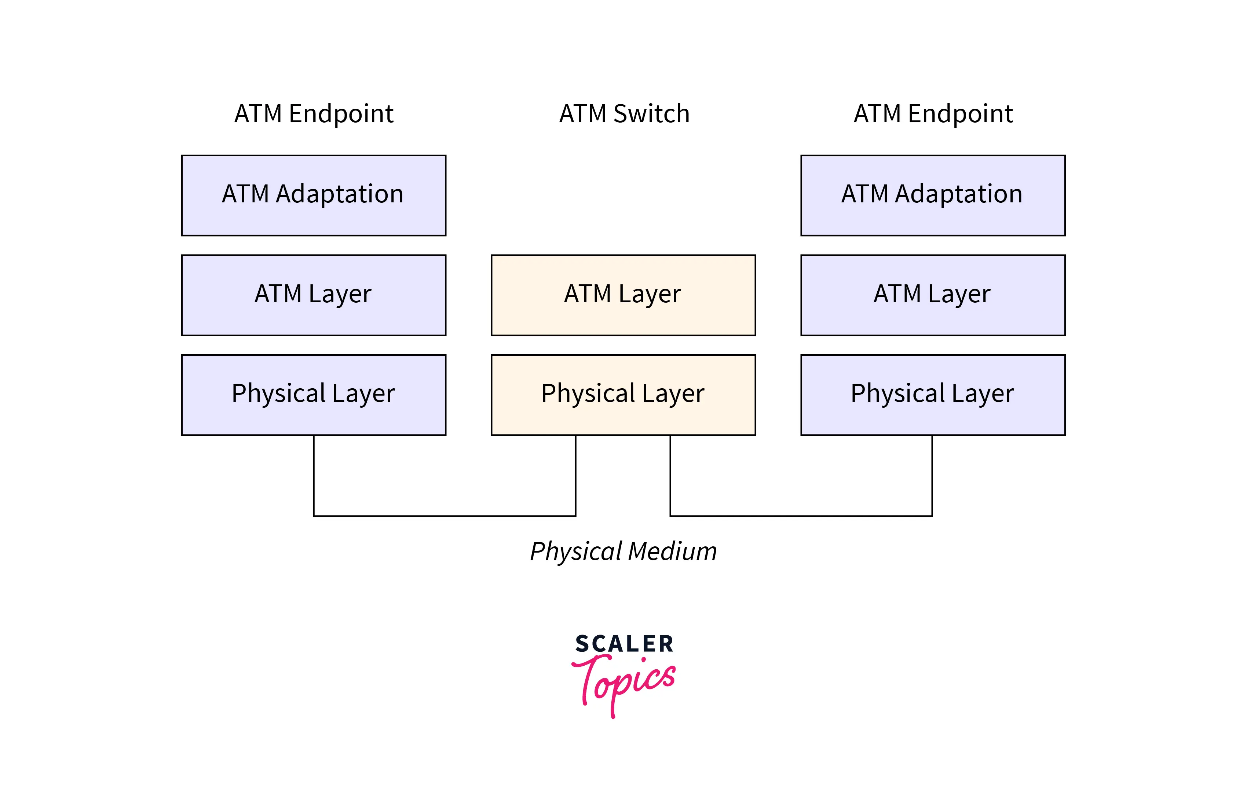 ATM Endpoint
ATM Switch
ATM Endpoint
ATM Adaptation
ATM Adaptation
ATM Layer
ATM Layer
ATM Layer
Physical Layer
Physical Layer
Physical Layer
Physical Medium
SCALER
Topics